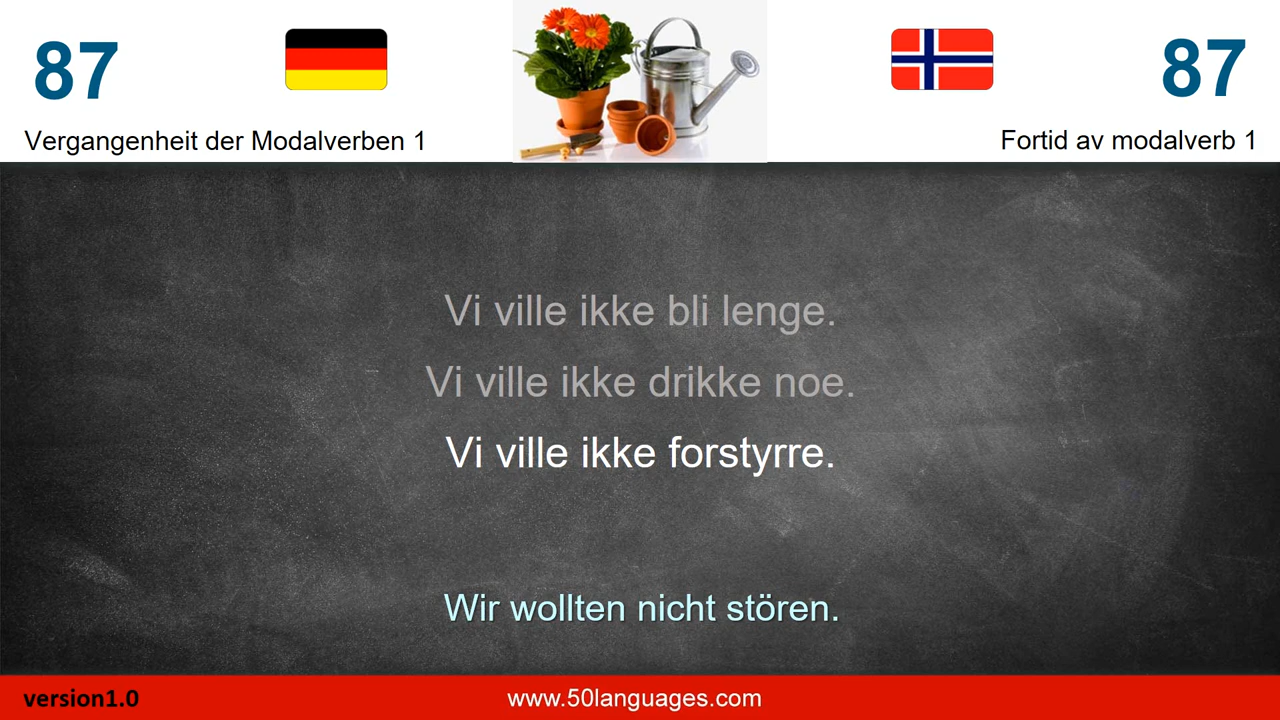 87
87
Vergangenheit der Modalverben 1
Fortid av modalverb 1
Vi ville ikke bli lenge.
Vi ville ikke drikke noe.
Vi ville ikke forstyrre.
Wir wollten nicht stören.
version1.0
www.50languages.com